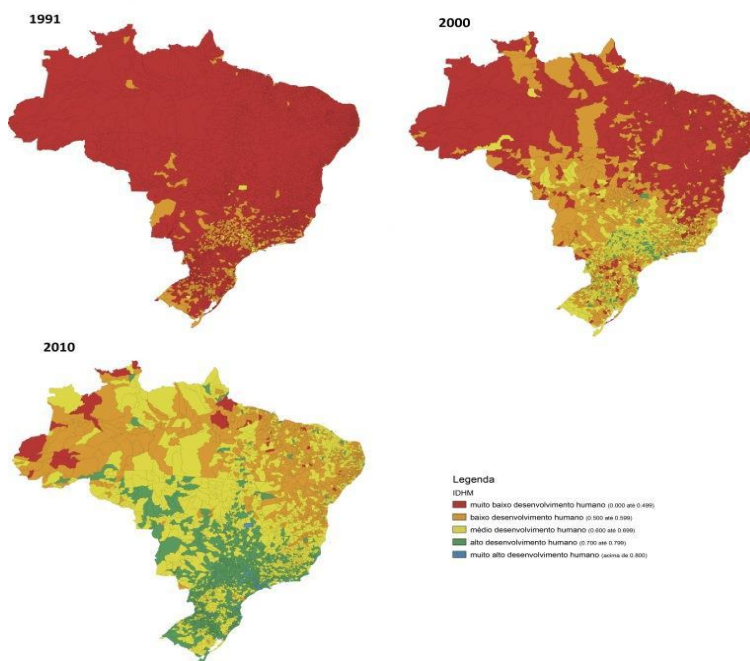 1991
2000
2010
Legenda
IDHM
muito baixo desenvolvimento humano (0.000 até 0.499)
baixo desenvolvimento humano (0.500 até 0.599)
médio desenvolvimento humano (0.600 até 0.699)
alto desenvolvimento humano (0.700 até 0.799)
muito alto desenvolvimento humano (acima de 0.800)